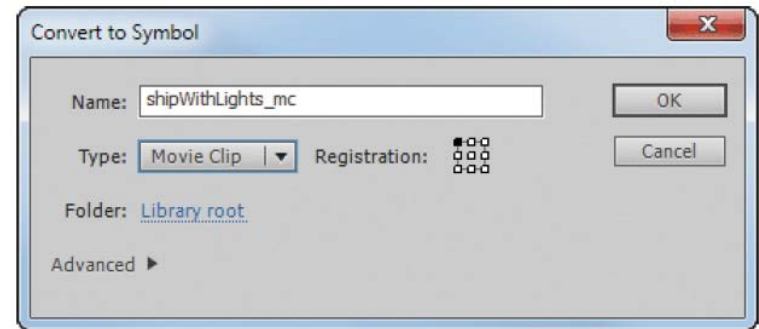 Convert to Symbol
Name: shipWithLights_mc OK
Type: Movie Clip Registration: Cancel
Folder: Library root
Advanced